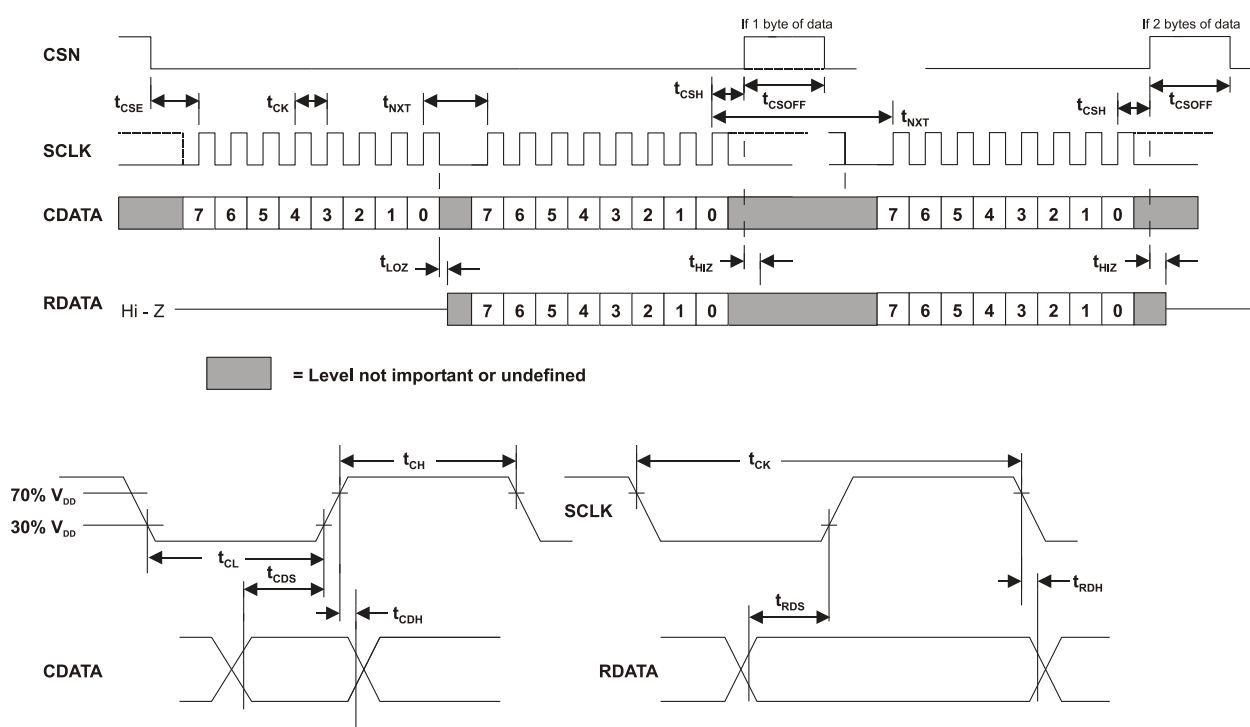 If 1 byte of data If 2 bytes of data
CSN
tCSE tCK tNXT tCSH tCSOFF tNXT tCSH tCSOFF
SCLK
CDATA 7 6 5 4 3 2 1 0 7 6 5 4 3 2 1 0 7 6 5 4 3 2 1 0
tLOZ tHIZ tHIZ
RDATA Hi - Z 7 6 5 4 3 2 1 0 7 6 5 4 3 2 1 0
= Level not important or undefined
tCH tCK
70% VDD
SCLK
30% VDD
tCL
tCDS
tRDH
tRDS
tCDH
CDATA RDATA